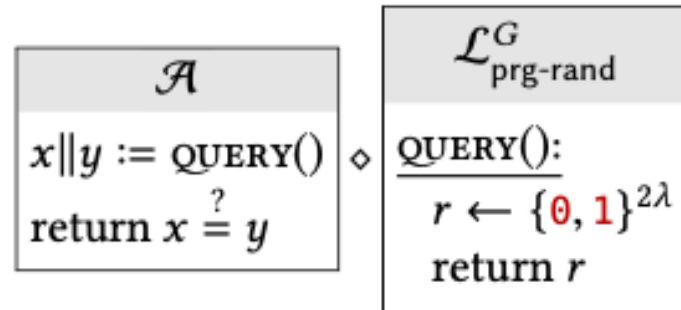 𝒜
x‖y := QUERY()
return x ≟ y
⋄
ℒ^G_prg-rand
QUERY():
r ← {0, 1}^{2λ}
return r